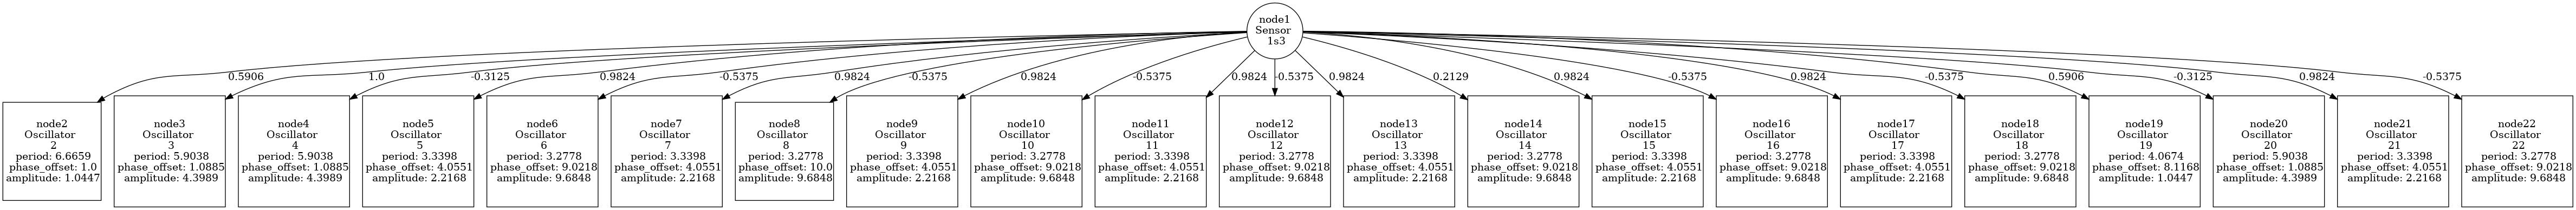 node1
Sensor
1s3
0.5906
1.0
-0.3125
0.9824
-0.5375
0.9824
-0.5375
0.9824
-0.5375
0.9824
-0.5375
0.9824
0.2129
0.9824
-0.5375
0.9824
-0.5375
0.5906
-0.3125
0.9824
-0.5375
node2
Oscillator
2
period: 6.6659
phase_offset: 1.0
amplitude: 1.0447
node3
Oscillator
3
period: 5.9038
phase_offset: 1.0885
amplitude: 4.3989
node4
Oscillator
4
period: 5.9038
phase_offset: 1.0885
amplitude: 4.3989
node5
Oscillator
5
period: 3.3398
phase_offset: 4.0551
amplitude: 2.2168
node6
Oscillator
6
period: 3.2778
phase_offset: 9.0218
amplitude: 9.6848
node7
Oscillator
7
period: 3.3398
phase_offset: 4.0551
amplitude: 2.2168
node8
Oscillator
8
period: 3.2778
phase_offset: 10.0
amplitude: 9.6848
node9
Oscillator
9
period: 3.3398
phase_offset: 4.0551
amplitude: 2.2168
node10
Oscillator
10
period: 3.2778
phase_offset: 9.0218
amplitude: 9.6848
node11
Oscillator
11
period: 3.3398
phase_offset: 4.0551
amplitude: 2.2168
node12
Oscillator
12
period: 3.2778
phase_offset: 9.0218
amplitude: 9.6848
node13
Oscillator
13
period: 3.3398
phase_offset: 4.0551
amplitude: 2.2168
node14
Oscillator
14
period: 3.2778
phase_offset: 9.0218
amplitude: 9.6848
node15
Oscillator
15
period: 3.3398
phase_offset: 4.0551
amplitude: 2.2168
node16
Oscillator
16
period: 3.2778
phase_offset: 9.0218
amplitude: 9.6848
node17
Oscillator
17
period: 3.3398
phase_offset: 4.0551
amplitude: 2.2168
node18
Oscillator
18
period: 3.2778
phase_offset: 9.0218
amplitude: 9.6848
node19
Oscillator
19
period: 4.0674
phase_offset: 8.1168
amplitude: 1.0447
node20
Oscillator
20
period: 5.9038
phase_offset: 1.0885
amplitude: 4.3989
node21
Oscillator
21
period: 3.3398
phase_offset: 4.0551
amplitude: 2.2168
node22
Oscillator
22
period: 3.2778
phase_offset: 9.0218
amplitude: 9.6848